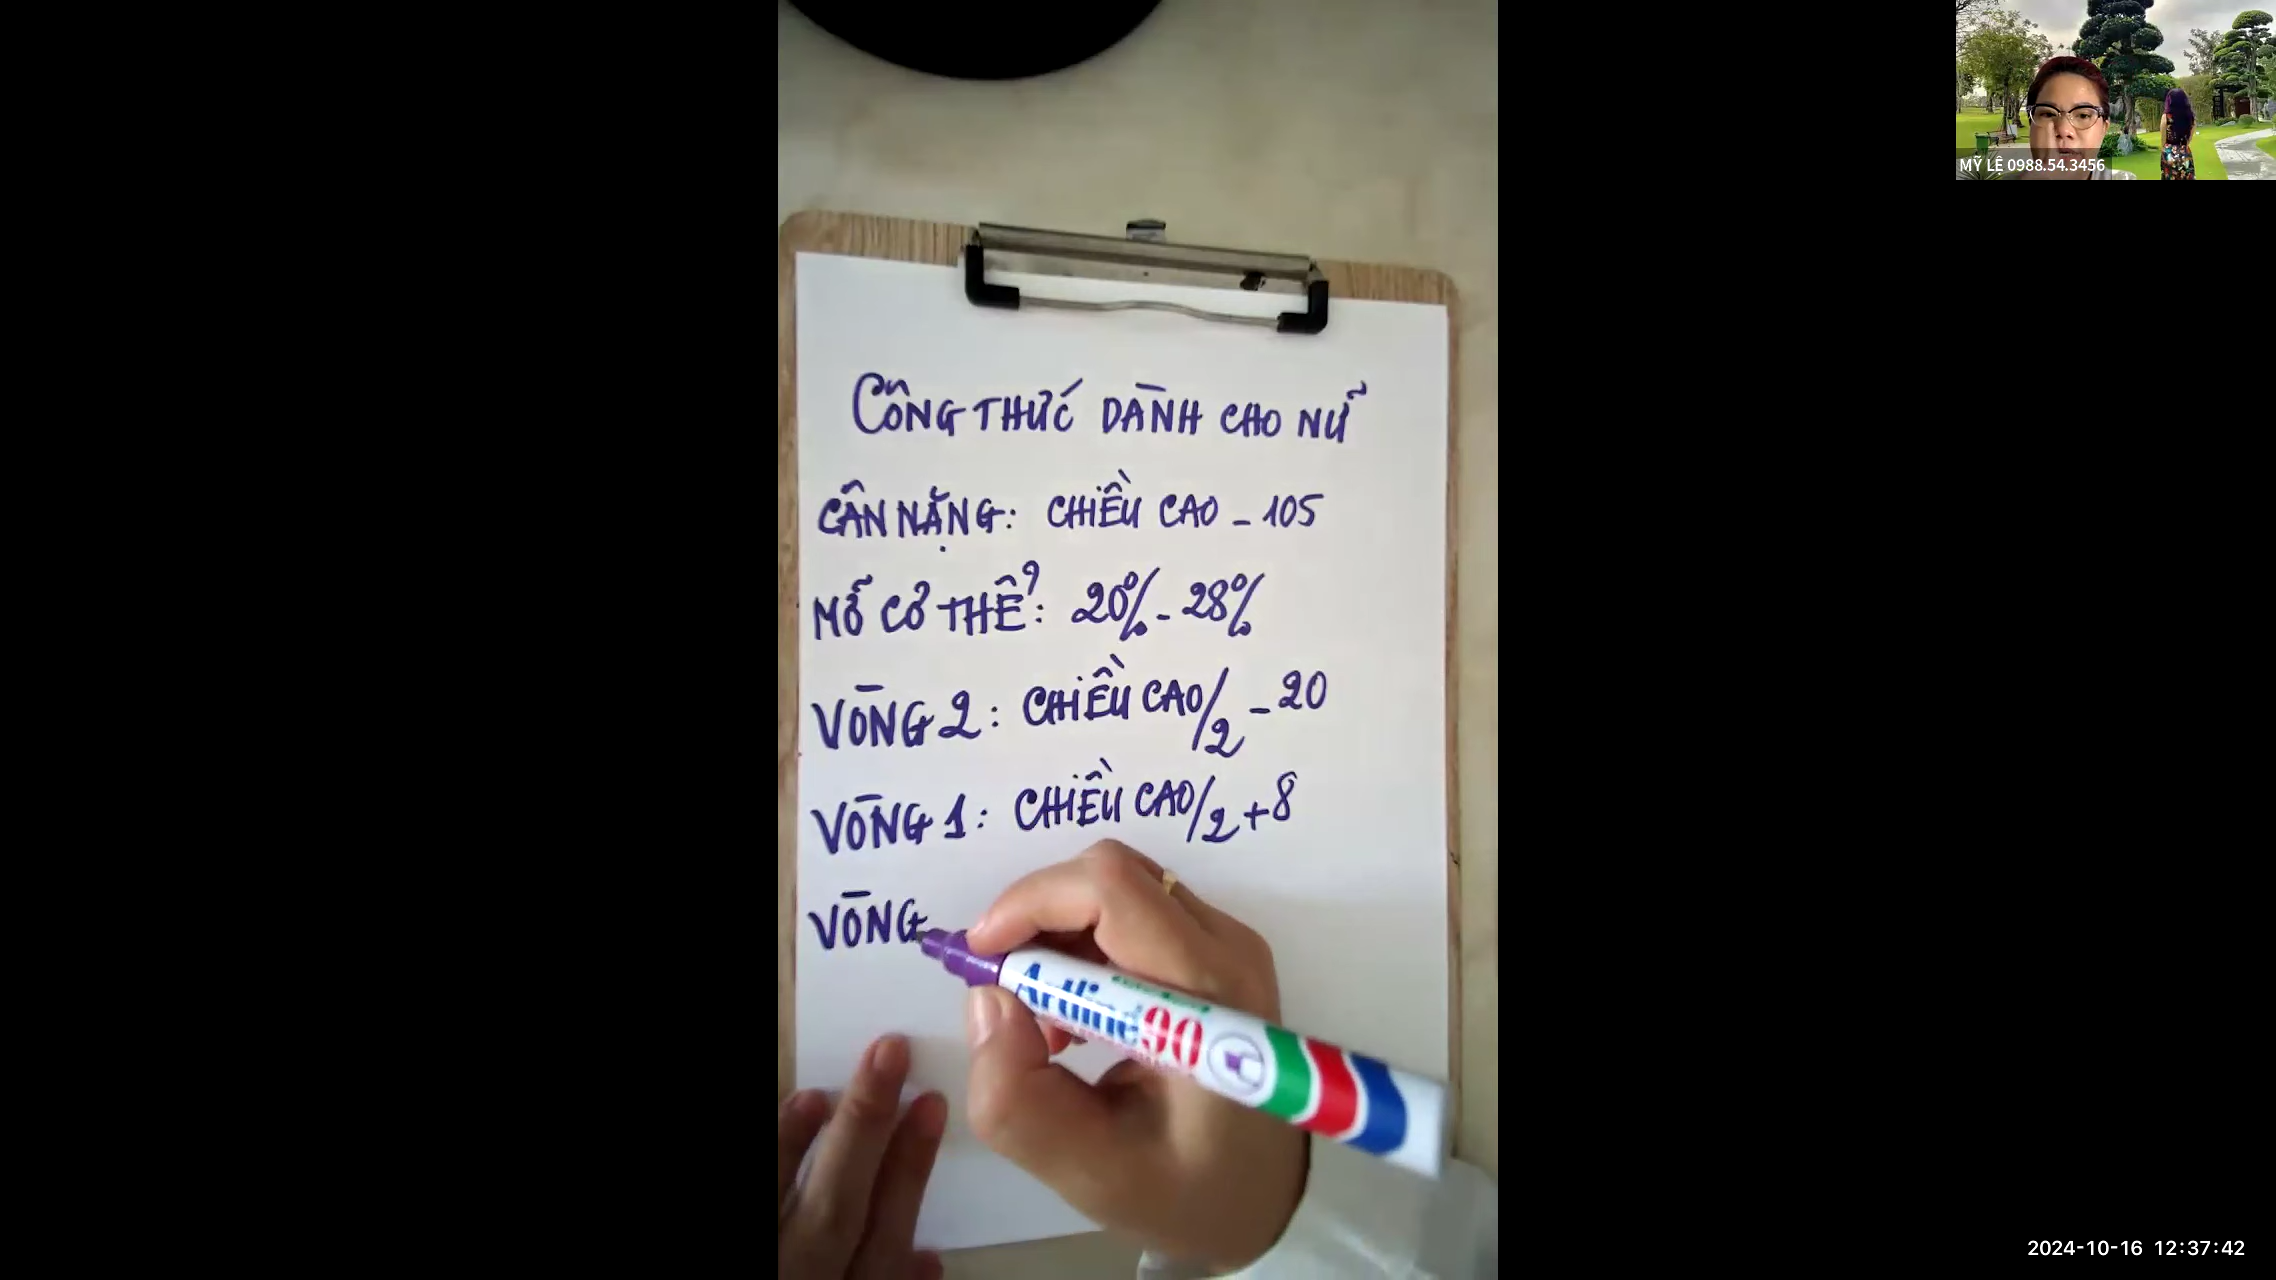 MỸ LÊ 0988.54.3456
CÔNG THỨC DÀNH CHO NỮ
CÂN NẶNG: CHIỀU CAO - 105
MỠ CƠ THỂ: 20% - 28%
VÒNG 2: CHIỀU CAO/2 - 20
VÒNG 1: CHIỀU CAO/2 + 8
VÒNG
Artline 90
2024-10-16 12:37:42